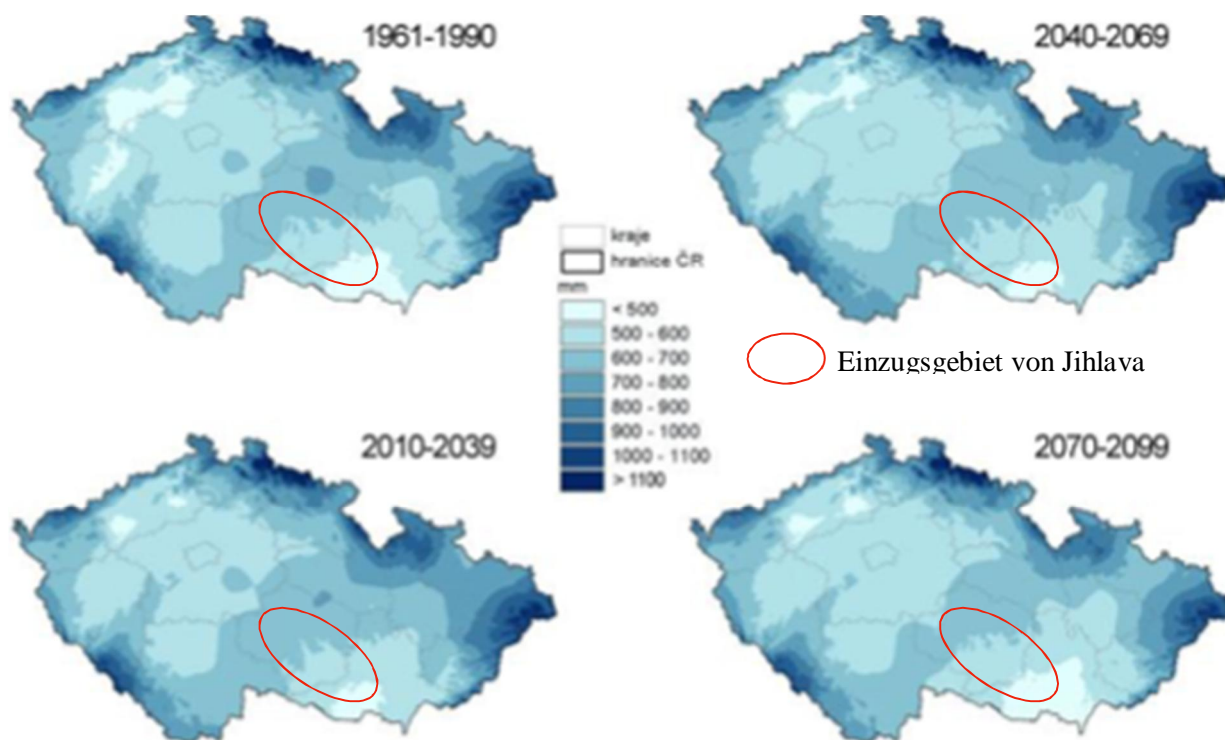 1961-1990
2040-2069
kraje
hranice ČR
mm
< 500
500 - 600
600 - 700
700 - 800
800 - 900
900 - 1000
1000 - 1100
> 1100
Einzugsgebiet von Jihlava
2010-2039
2070-2099